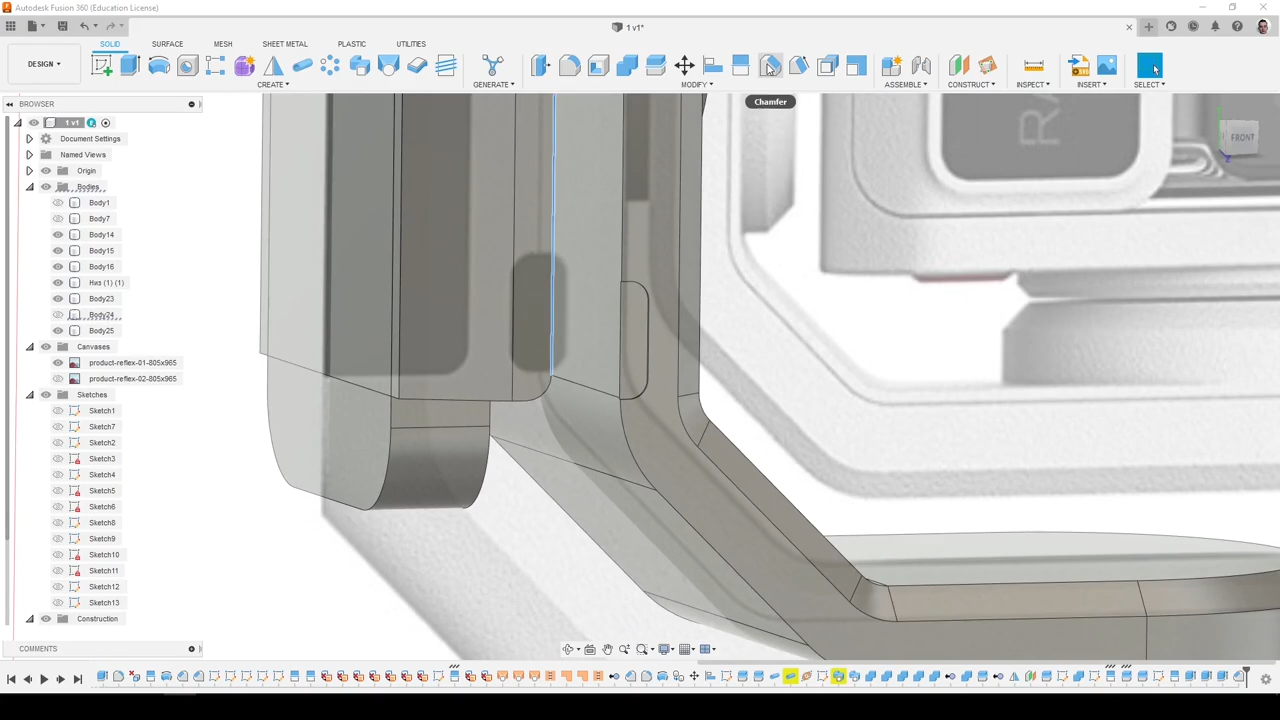 Autodesk Fusion 360 (Education License)
1 v1*
DESIGN
SOLID
SURFACE
MESH
SHEET METAL
PLASTIC
UTILITIES
CREATE
GENERATE
MODIFY
ASSEMBLE
CONSTRUCT
INSPECT
INSERT
SELECT
Chamfer
BROWSER
1 v1
Document Settings
Named Views
Origin
Bodies
Body1
Body7
Body14
Body15
Body16
Низ (1) (1)
Body23
Body24
Body25
Canvases
product-reflex-01-805x965
product-reflex-02-805x965
Sketches
Sketch1
Sketch7
Sketch2
Sketch3
Sketch4
Sketch5
Sketch6
Sketch8
Sketch9
Sketch10
Sketch11
Sketch12
Sketch13
Construction
COMMENTS
FRONT